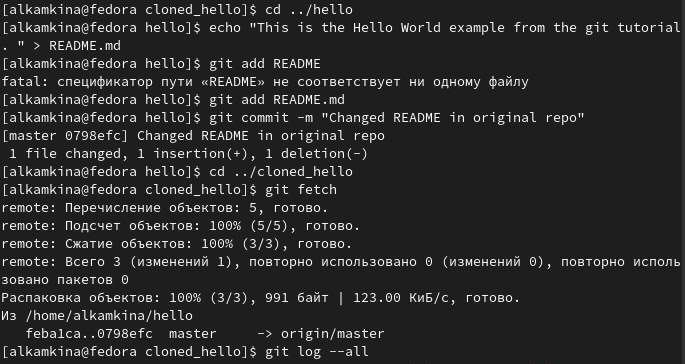 [alkamkina@fedora cloned_hello]$ cd ../hello
[alkamkina@fedora hello]$ echo "This is the Hello World example from the git tutorial
. " > README.md
[alkamkina@fedora hello]$ git add README
fatal: спецификатор пути «README» не соответствует ни одному файлу
[alkamkina@fedora hello]$ git add README.md
[alkamkina@fedora hello]$ git commit -m "Changed README in original repo"
[master 0798efc] Changed README in original repo
 1 file changed, 1 insertion(+), 1 deletion(-)
[alkamkina@fedora hello]$ cd ../cloned_hello
[alkamkina@fedora cloned_hello]$ git fetch
remote: Перечисление объектов: 5, готово.
remote: Подсчет объектов: 100% (5/5), готово.
remote: Сжатие объектов: 100% (3/3), готово.
remote: Всего 3 (изменений 1), повторно использовано 0 (изменений 0), повторно исполь
зовано пакетов 0
Распаковка объектов: 100% (3/3), 991 байт | 123.00 КиБ/с, готово.
Из /home/alkamkina/hello
   feba1ca..0798efc  master     -> origin/master
[alkamkina@fedora cloned_hello]$ git log --all